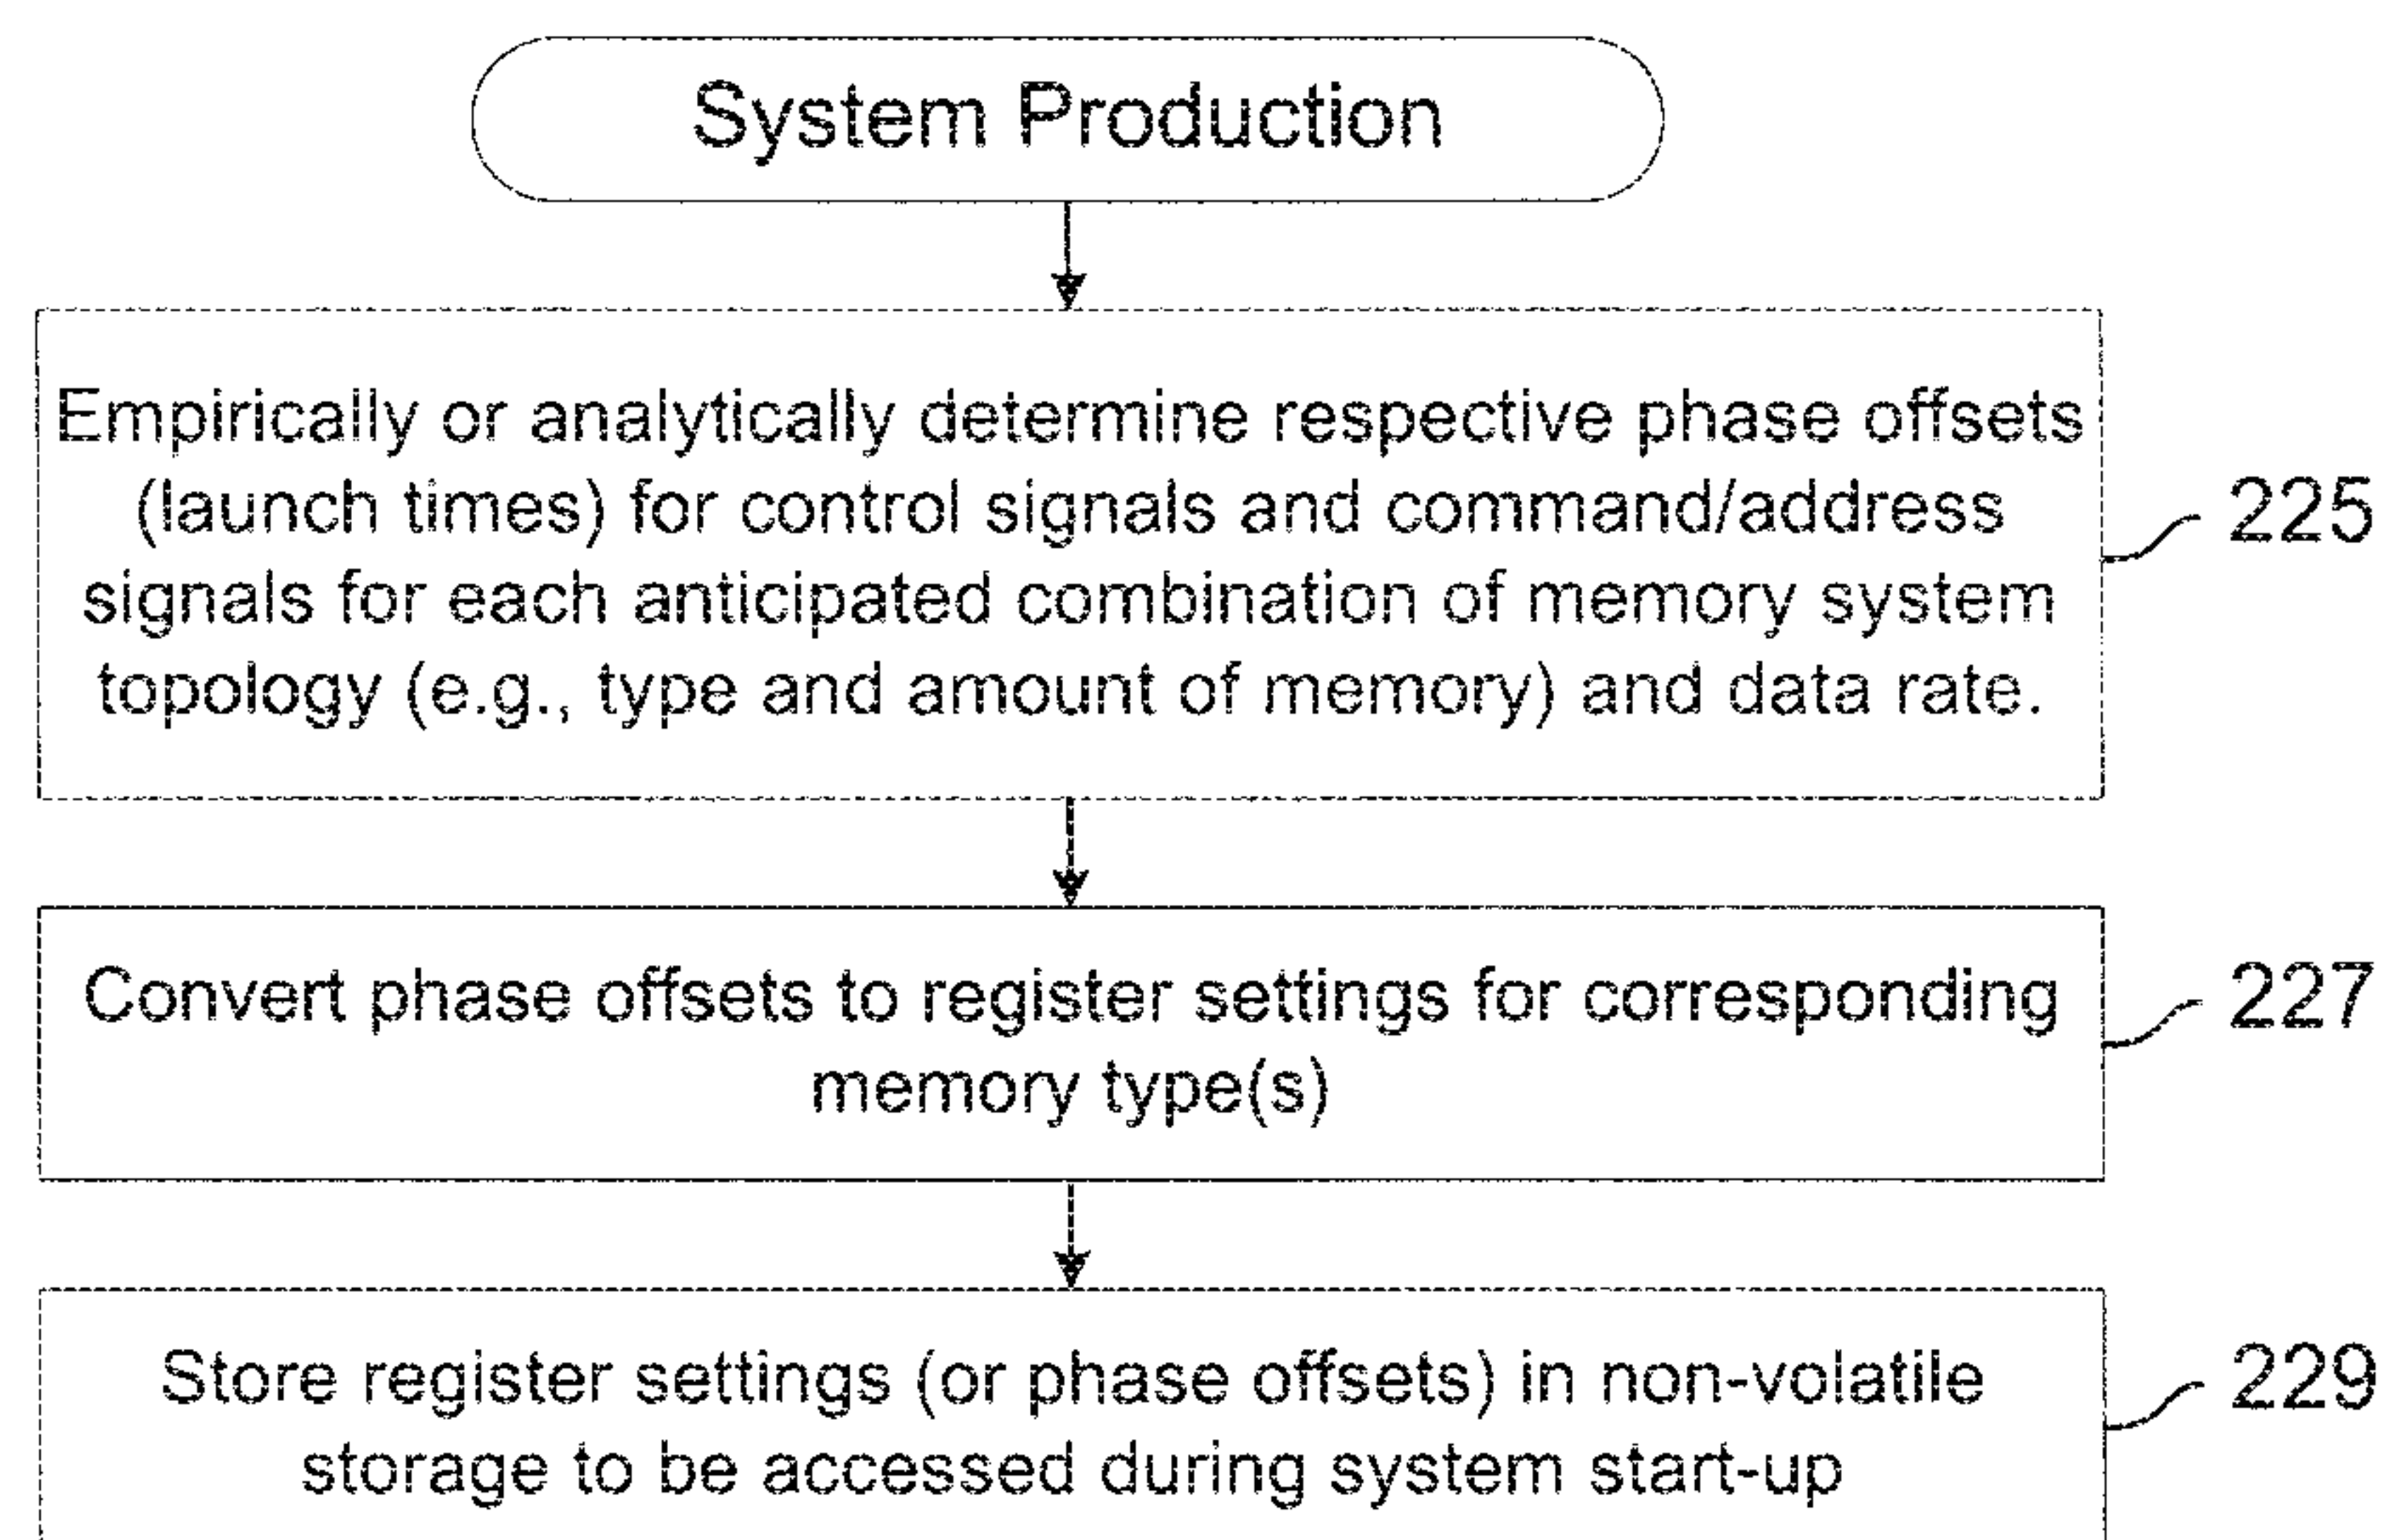 System Production
Empirically or analytically determine respective phase offsets
(launch times) for control signals and command/address
signals for each anticipated combination of memory system
topology (e.g., type and amount of memory) and data rate.
225
Convert phase offsets to register settings for corresponding
memory type(s)
227
Store register settings (or phase offsets) in non-volatile
storage to be accessed during system start-up
229